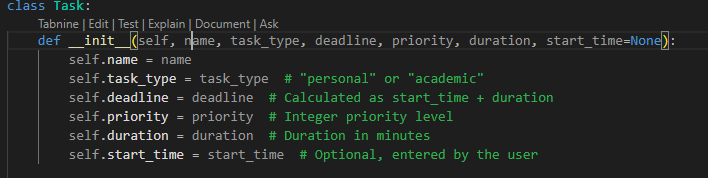 class Task:
Tabnine | Edit | Test | Explain | Document | Ask
def __init__(self, name, task_type, deadline, priority, duration, start_time=None):
self.name = name
self.task_type = task_type  # "personal" or "academic"
self.deadline = deadline  # Calculated as start_time + duration
self.priority = priority  # Integer priority level
self.duration = duration  # Duration in minutes
self.start_time = start_time  # Optional, entered by the user